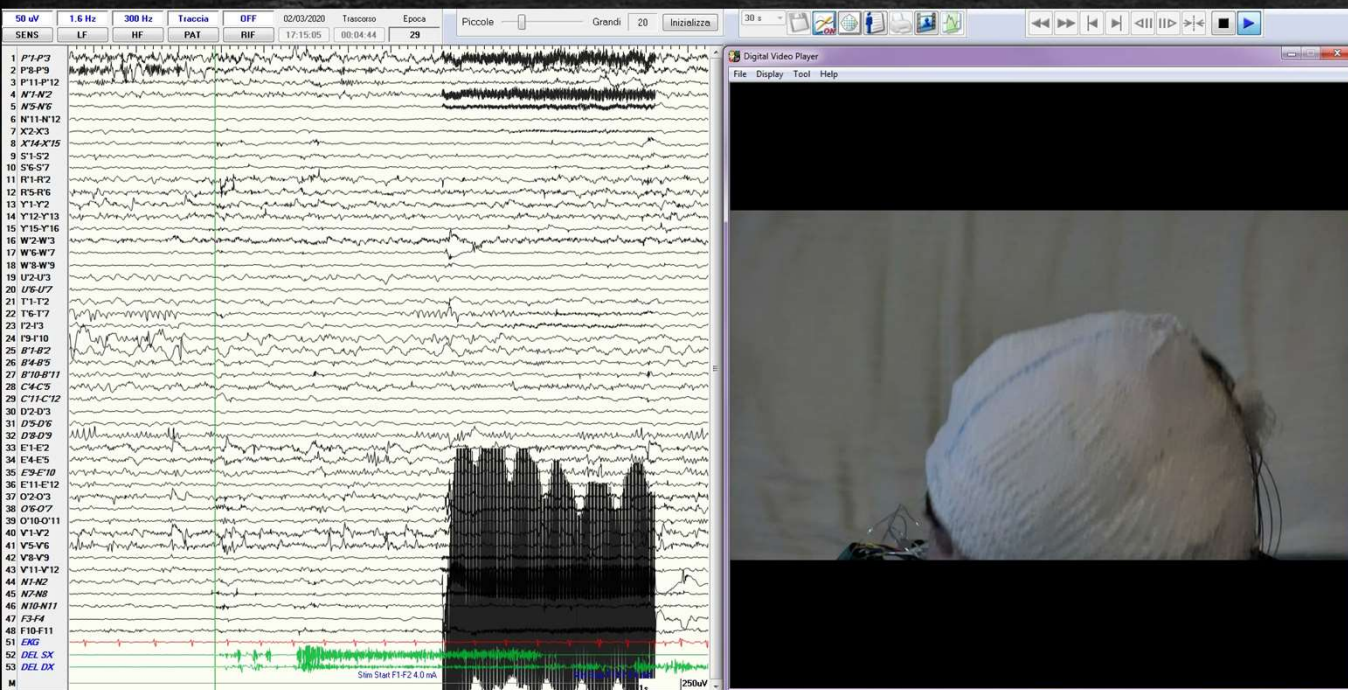 50 uV 1.6 Hz 300 Hz Traccia OFF 02/03/2020 Trascorso Epoca
SENS LF HF PAT RIF 17:15:05 00:04:44 29
Piccole Grandi 20 Inizializza
30 s
ON
Digital Video Player
File Display Tool Help
1 P'1-P'3
2 P'8-P'9
3 P'11-P'12
4 N'1-N'2
5 N'5-N'6
6 N'11-N'12
7 X'2-X'3
8 X'14-X'15
9 S'1-S'2
10 S'6-S'7
11 R'1-R'2
12 R'5-R'6
13 Y'1-Y'2
14 Y'12-Y'13
15 Y'15-Y'16
16 W'2-W'3
17 W'6-W'7
18 W'8-W'9
19 U'2-U'3
20 U'6-U'7
21 T'1-T'2
22 T'6-T'7
23 I'2-I'3
24 I'9-I'10
25 B'1-B'2
26 B'4-B'5
27 B'10-B'11
28 C'4-C'5
29 C'11-C'12
30 D'2-D'3
31 D'5-D'6
32 D'8-D'9
33 E'1-E'2
34 E'4-E'5
35 E'9-E'10
36 E'11-E'12
37 O'2-O'3
38 O'6-O'7
39 O'10-O'11
40 V'1-V'2
41 V'5-V'6
42 V'8-V'9
43 V'11-V'12
44 N1-N2
45 N7-N8
46 N10-N11
47 F3-F4
48 F10-F11
51 EKG
52 DEL SX
53 DEL DX
Stim Start F1-F2 4.0 mA
M 1s 250uV